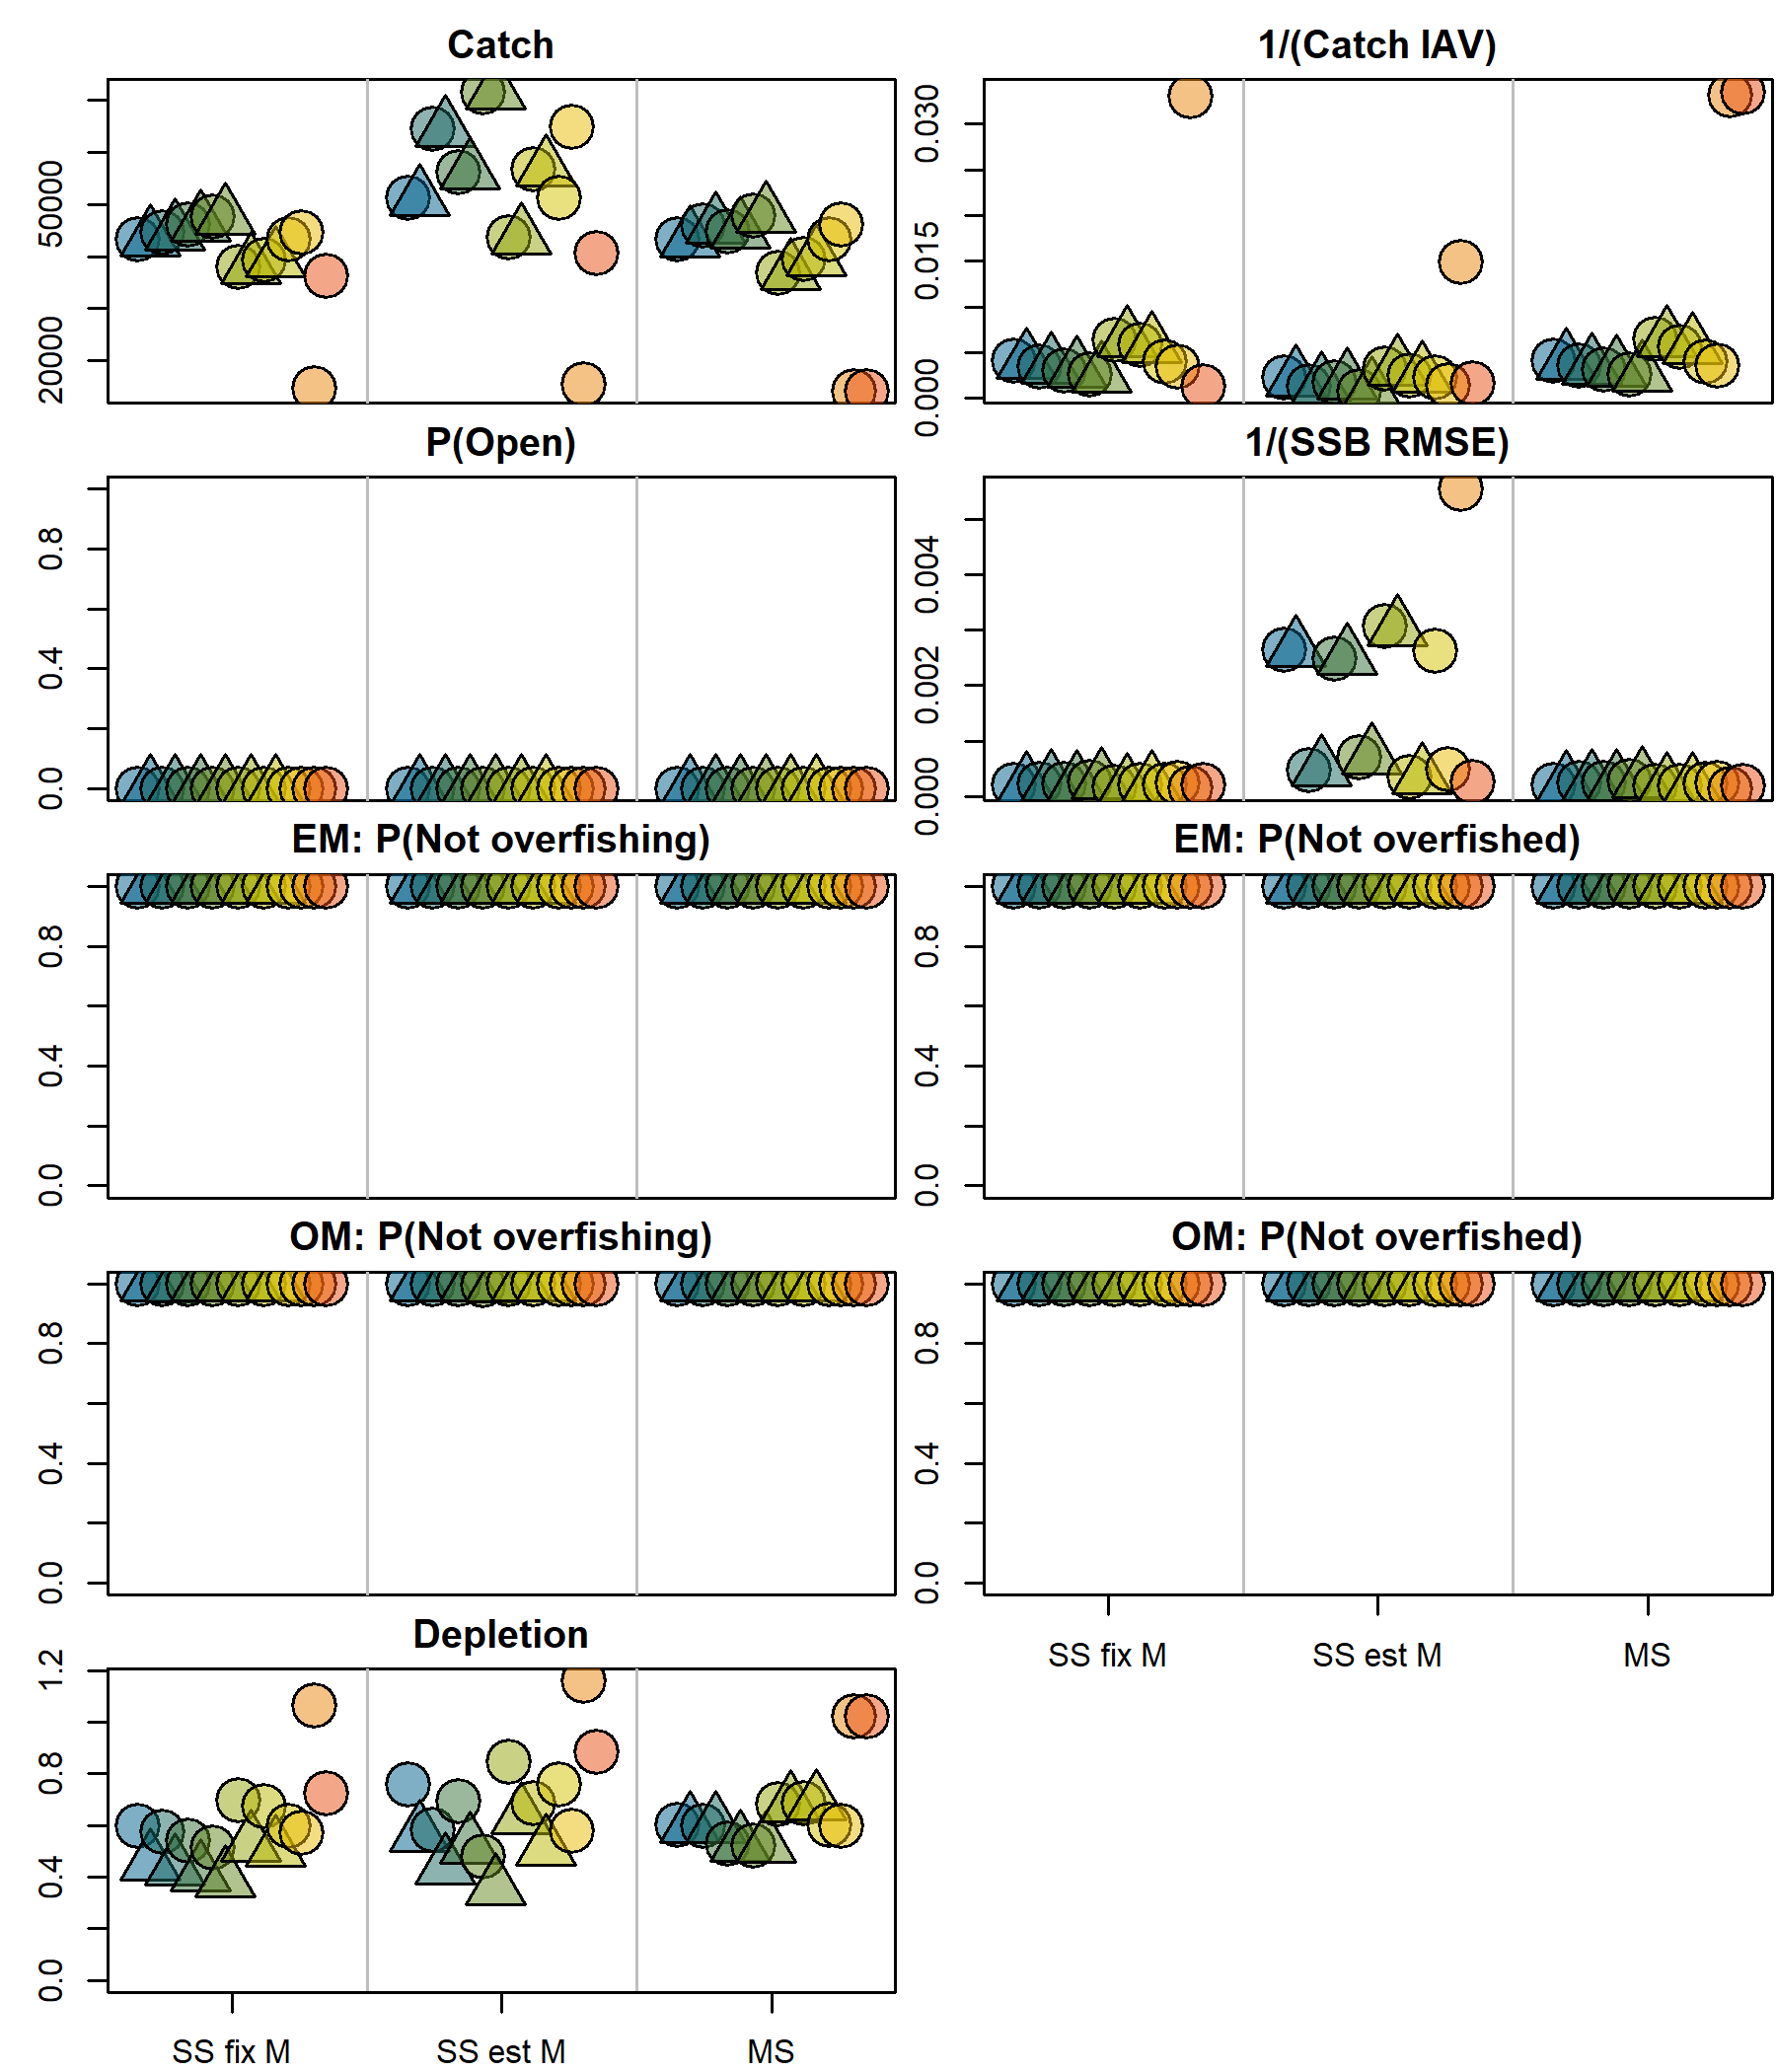 Catch
1/(Catch IAV)
50000
20000
0.030
0.015
0.000
P(Open)
1/(SSB RMSE)
0.8
0.4
0.0
0.004
0.002
0.000
EM: P(Not overfishing)
EM: P(Not overfished)
0.8
0.4
0.0
0.8
0.4
0.0
OM: P(Not overfishing)
OM: P(Not overfished)
0.8
0.4
0.0
0.8
0.4
0.0
SS fix M
SS est M
MS
Depletion
1.2
0.8
0.4
0.0
SS fix M
SS est M
MS